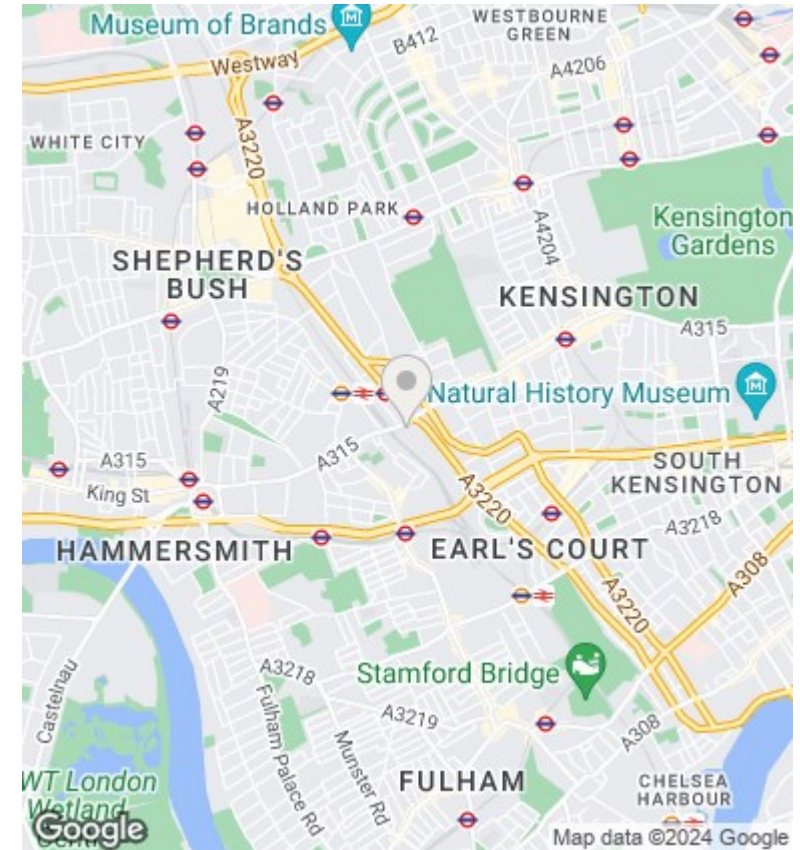 WESTBOURNE
GREEN
Museum of Brands
B412
Westway
A4206
A3220
WHITE CITY
HOLLAND PARK
A4204
Kensington
Gardens
SHEPHERD'S
BUSH
KENSINGTON
A315
A219
Natural History Museum
A315
A315
SOUTH
KENSINGTON
King St
A3220
A3218
HAMMERSMITH
EARL'S COURT
A308
A3220
Castelnau
A3218
Stamford Bridge
Fulham Palace Rd
A3219
Munster Rd
A308
WT London
Wetland
FULHAM
CHELSEA
HARBOUR
Google
Map data ©2024 Google